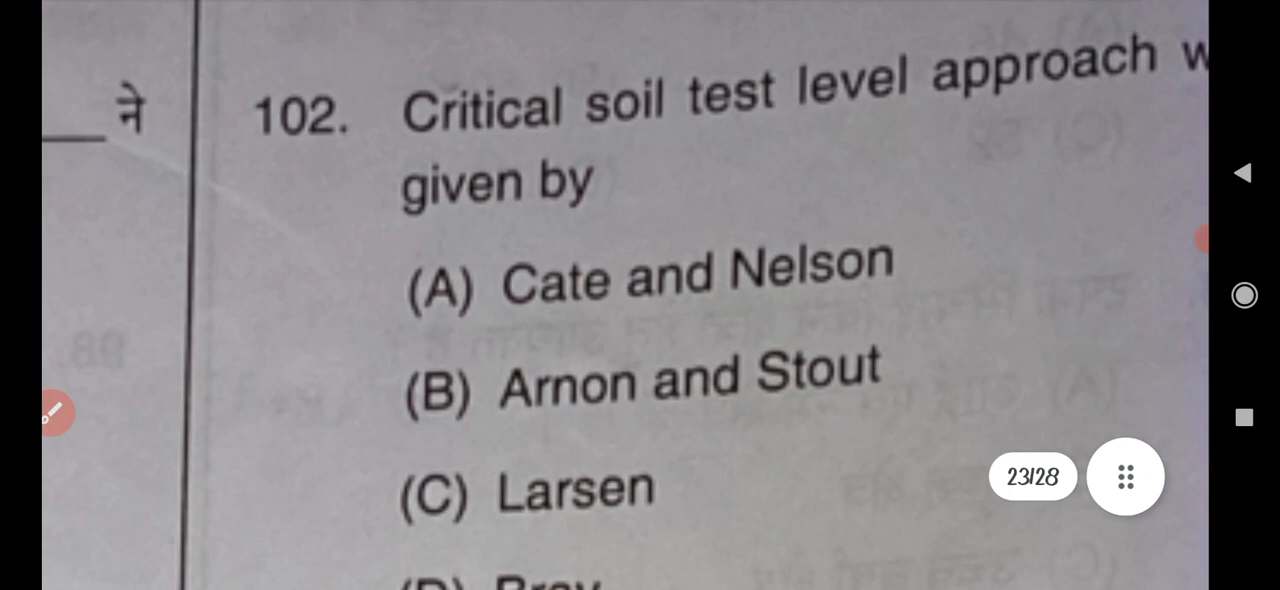 ने
102. Critical soil test level approach
given by
(A) Cate and Nelson
(B) Arnon and Stout
(C) Larsen
23/28